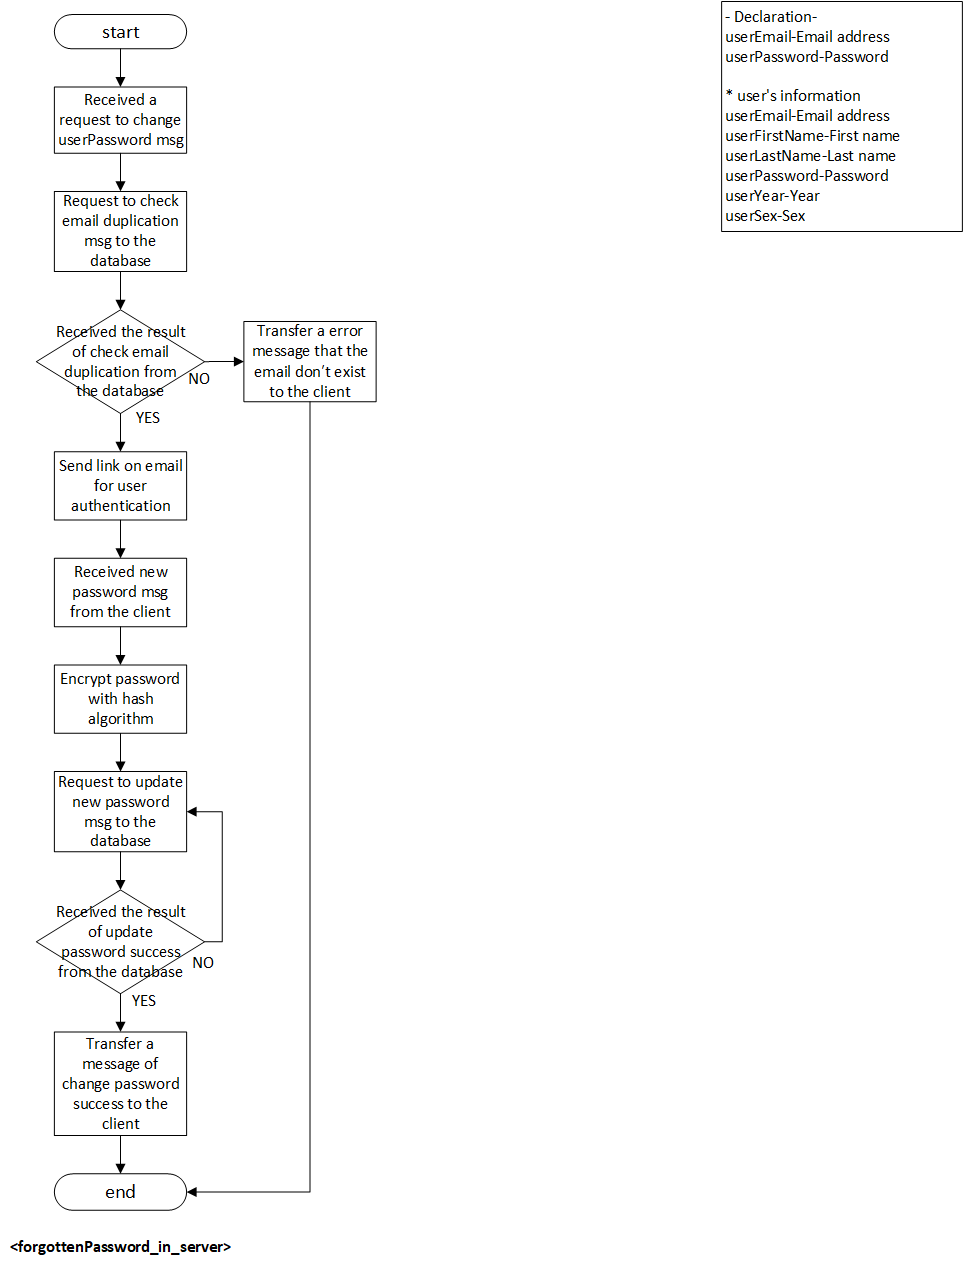 start
Received a
request to change
userPassword msg
Request to check
email duplication
msg to the
database
Received the result
of check email
duplication from
the database
NO
YES
Transfer a error
message that the
email don't exist
to the client
Send link on email
for user
authentication
Received new
password msg
from the client
Encrypt password
with hash
algorithm
Request to update
new password
msg to the
database
Received the result
of update
password success
from the database
NO
YES
Transfer a
message of
change password
success to the
client
end
<forgottenPassword_in_server>
- Declaration-
userEmail-Email address
userPassword-Password
* user's information
userEmail-Email address
userFirstName-First name
userLastName-Last name
userPassword-Password
userYear-Year
userSex-Sex